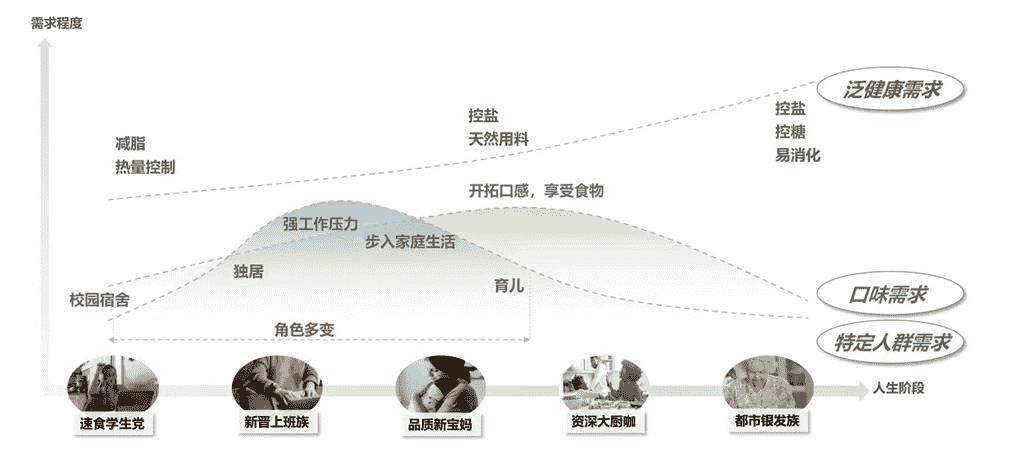 需求程度
泛健康需求
减脂
热量控制
控盐
天然用料
控盐
控糖
易消化
开拓口感，享受食物
强工作压力
步入家庭生活
独居
育儿
校园宿舍
口味需求
角色多变
特定人群需求
人生阶段
速食学生党
新晋上班族
品质新宝妈
资深大厨咖
都市银发族